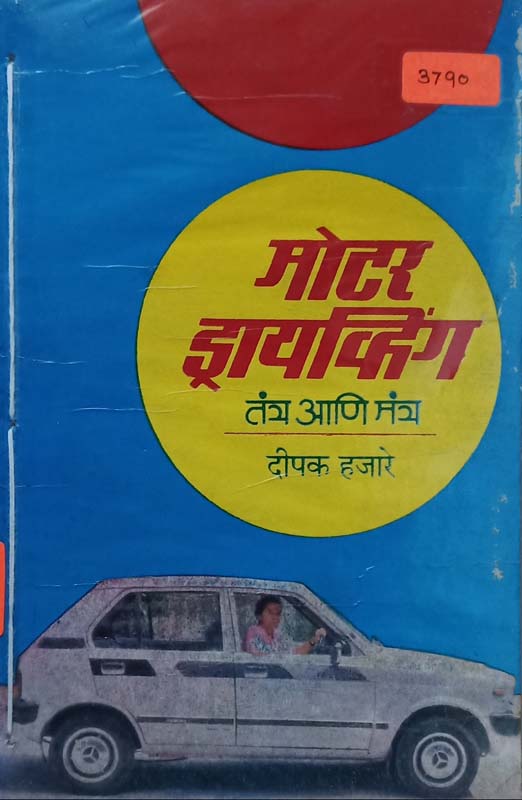 3790
मोटर
ड्रायव्हिंग
तंत्र आणि मंत्र
दीपक हजारे